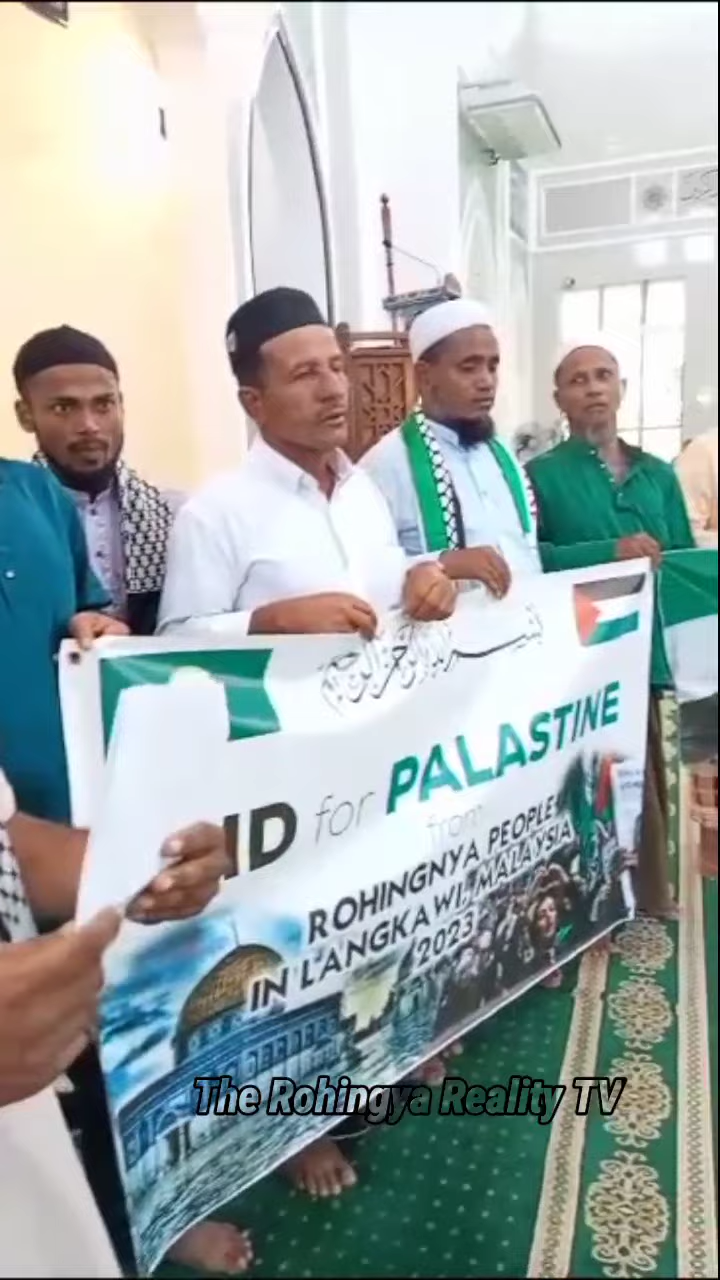 بسم الله الرحمن الرحيم
ID for PALASTINE
from
ROHINGNYA PEOPLE
IN LANGKAWI, MALAYSIA
2023
The Rohingya Reality TV